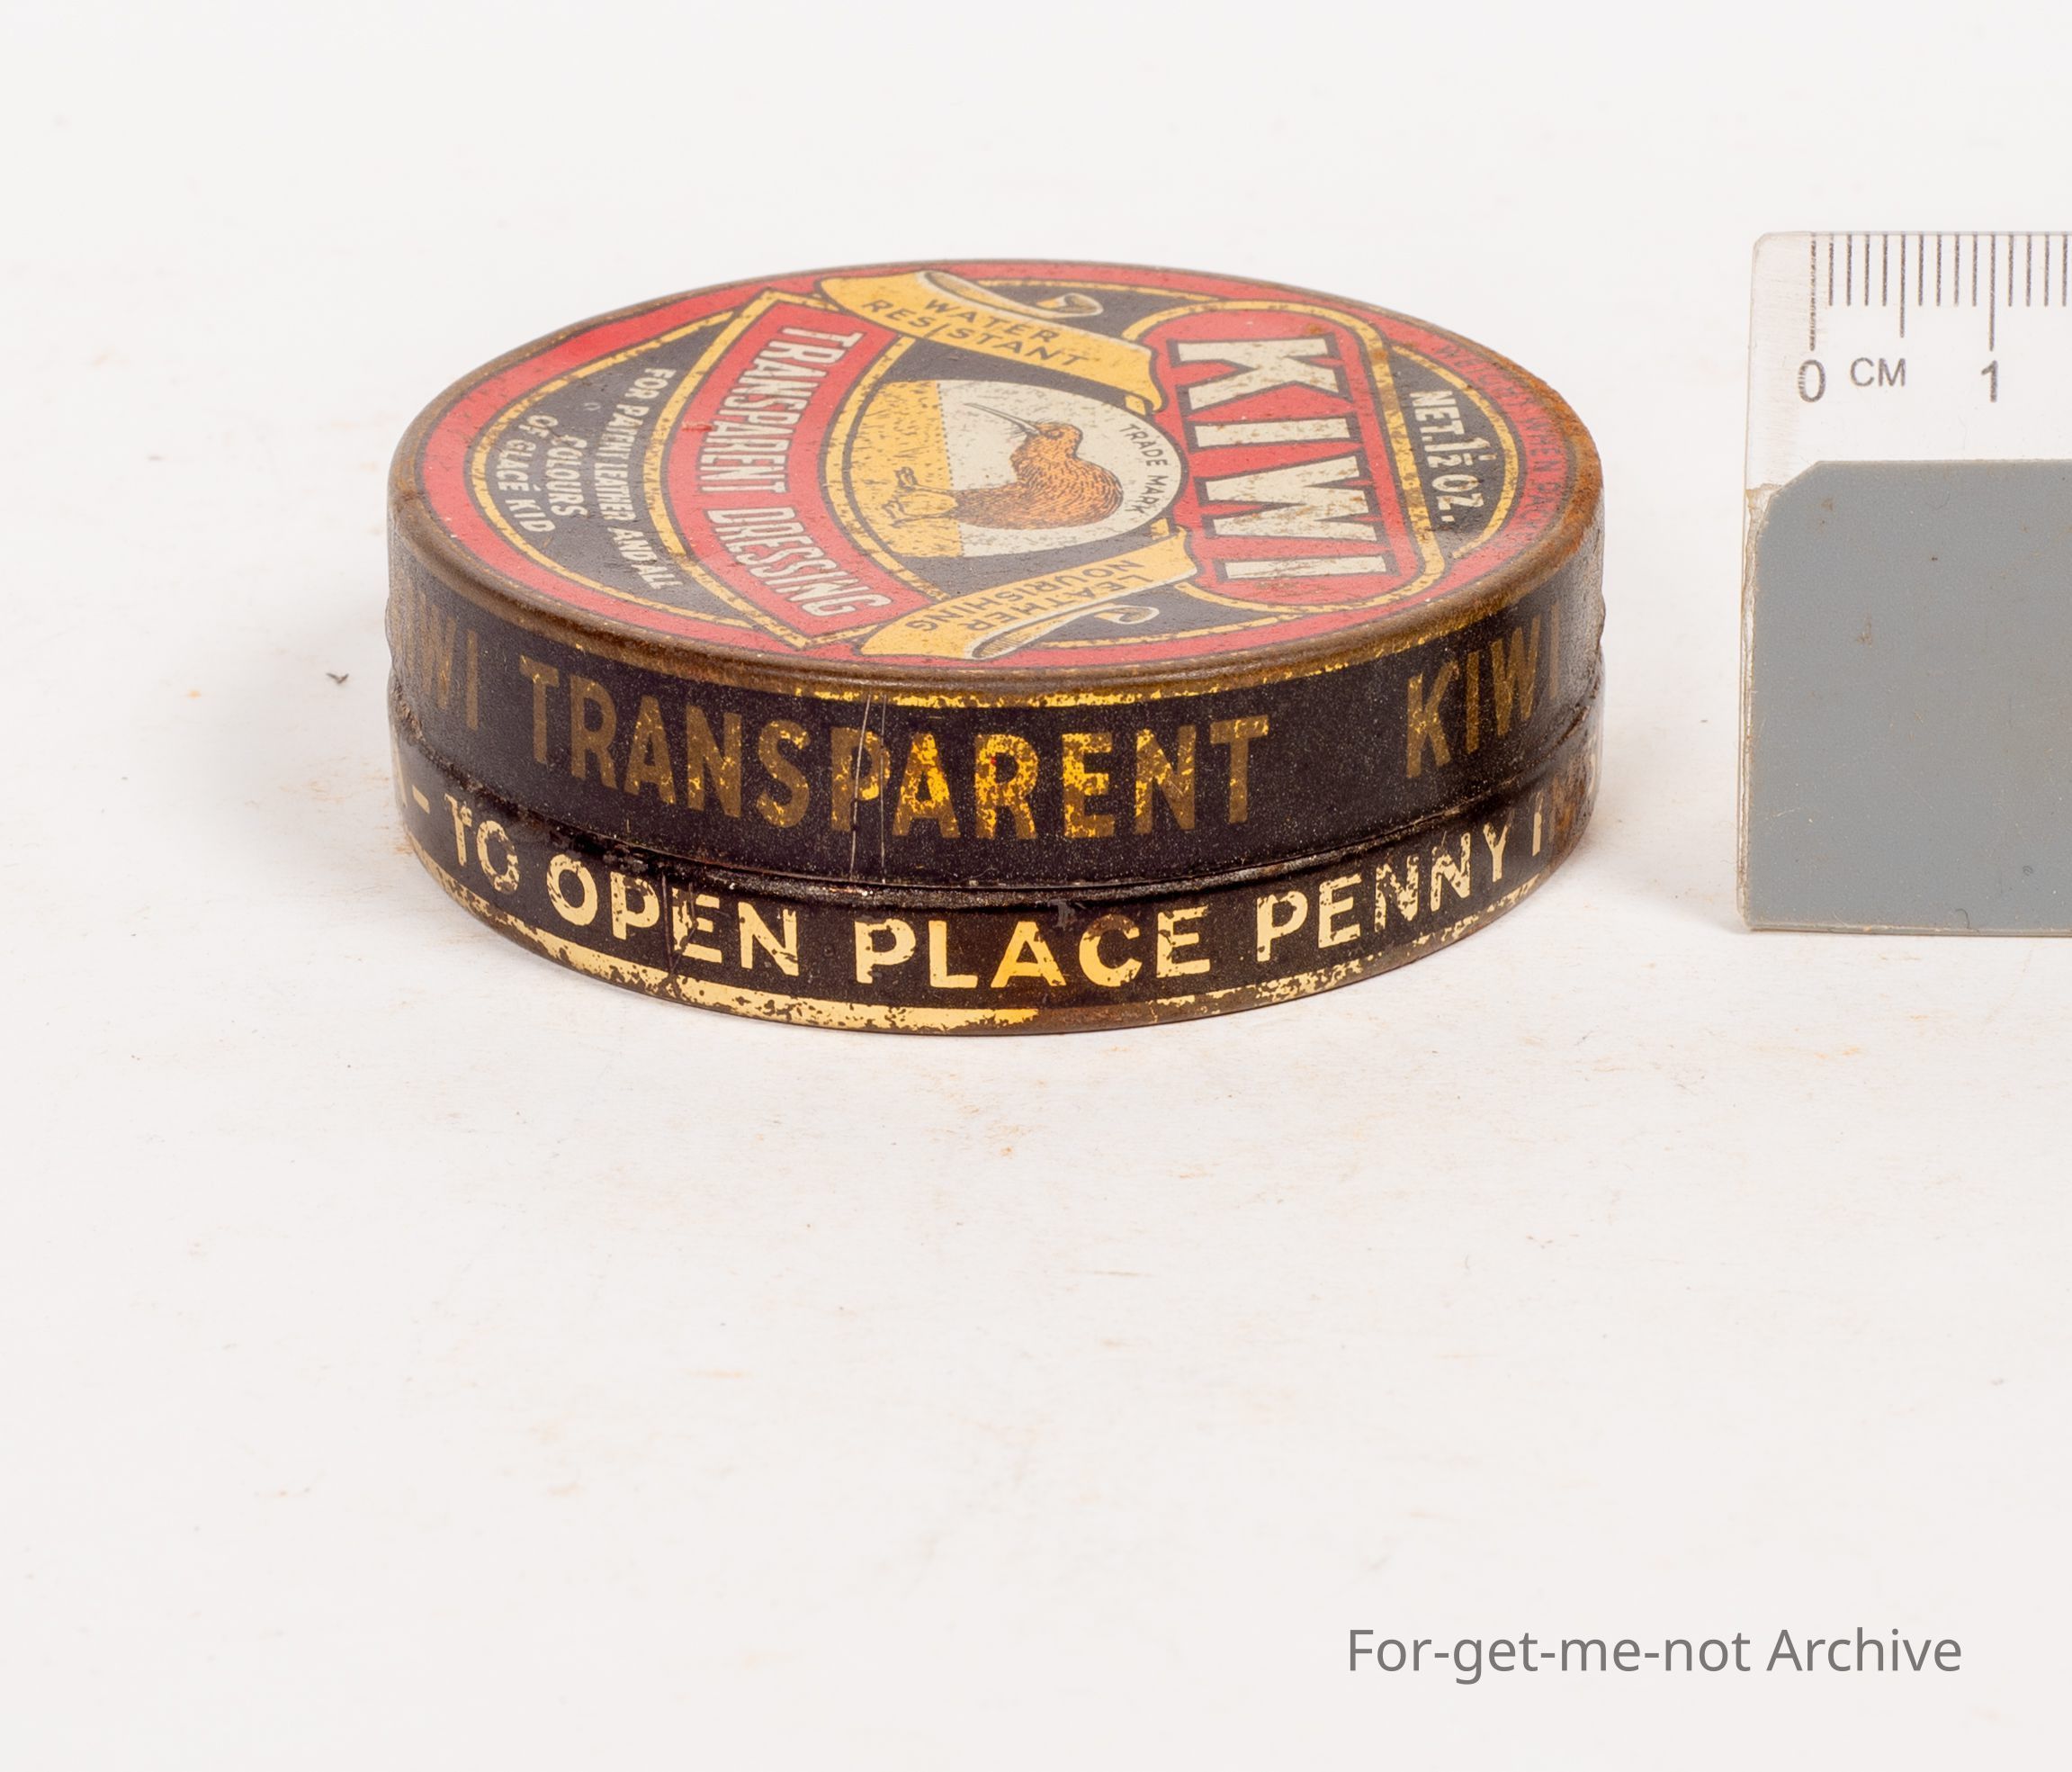 WATER
RESISTANT
KIWI
NET. 1½ OZ.
WHEN
TRADE MARK
TRANSPARENT DRESSING
FOR PATENT LEATHER AND ALL
COLOURS
OF GLACÉ KID
LEATHER
NOURISHING
KIWI TRANSPARENT KIWI
- TO OPEN PLACE PENNY
0 CM 1
For-get-me-not Archive